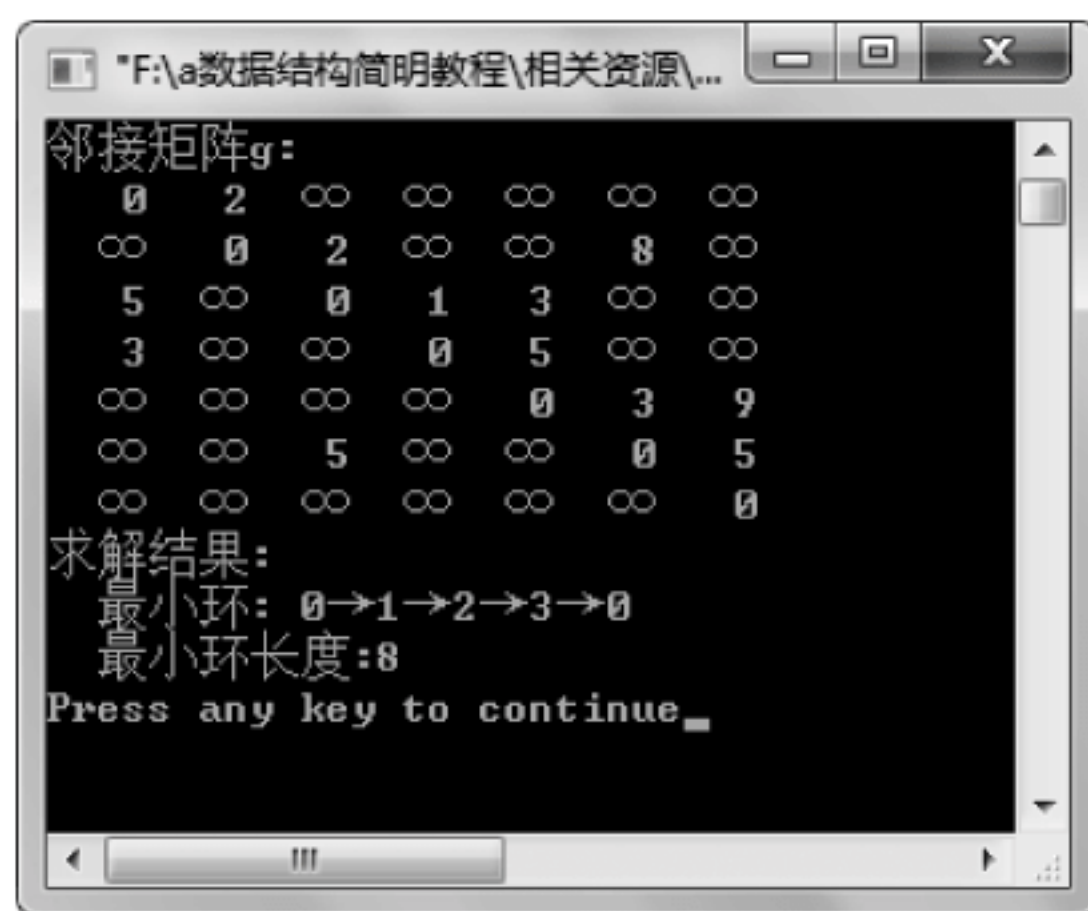 "F:\a数据结构简明教程\相关资源\...
邻接矩阵g:
0 2 ∞ ∞ ∞ ∞ ∞
∞ 0 2 ∞ ∞ 8 ∞
5 ∞ 0 1 3 ∞ ∞
3 ∞ ∞ 0 5 ∞ ∞
∞ ∞ ∞ ∞ 0 3 9
∞ ∞ 5 ∞ ∞ 0 5
∞ ∞ ∞ ∞ ∞ ∞ 0
求解结果:
最小环: 0→1→2→3→0
最小环长度:8
Press any key to continue_